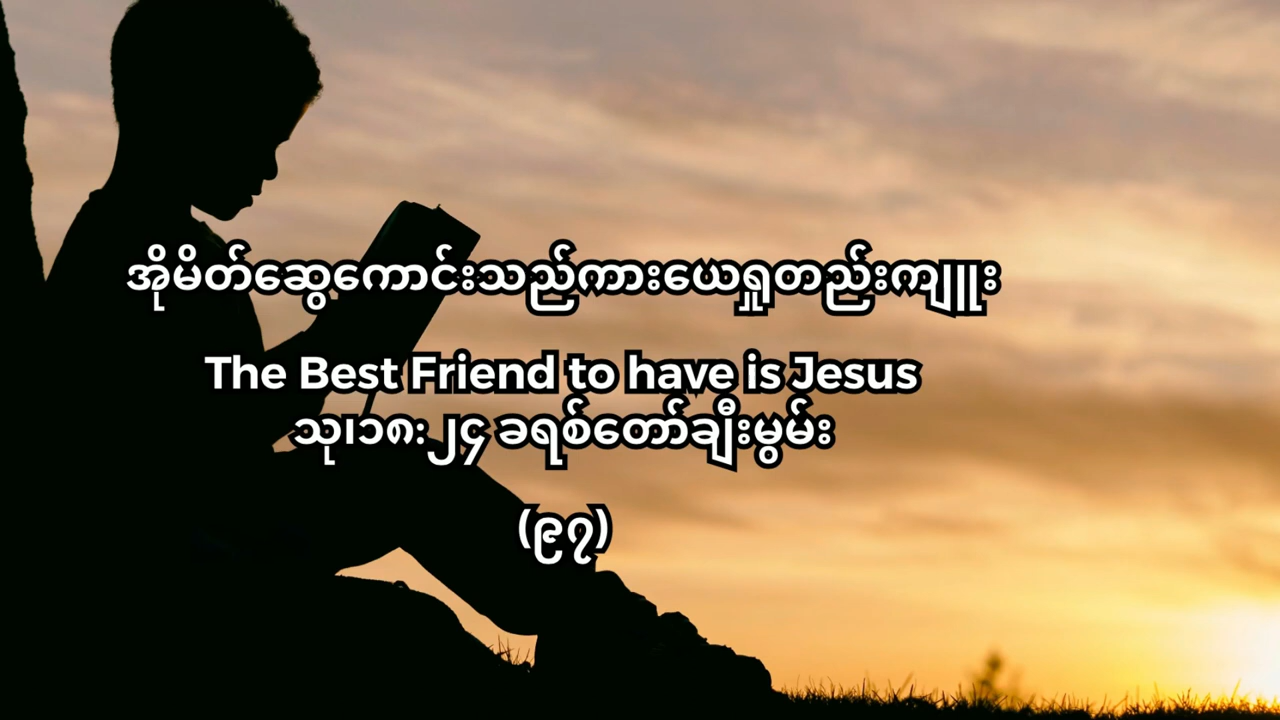 အိုမိတ်ဆွေကောင်းသည်ကားယေရှုတည်းကျူး
The Best Friend to have is Jesus
သု၊၁၈:၂၄ ခရစ်တော်ချီးမွမ်း
(၉၇)